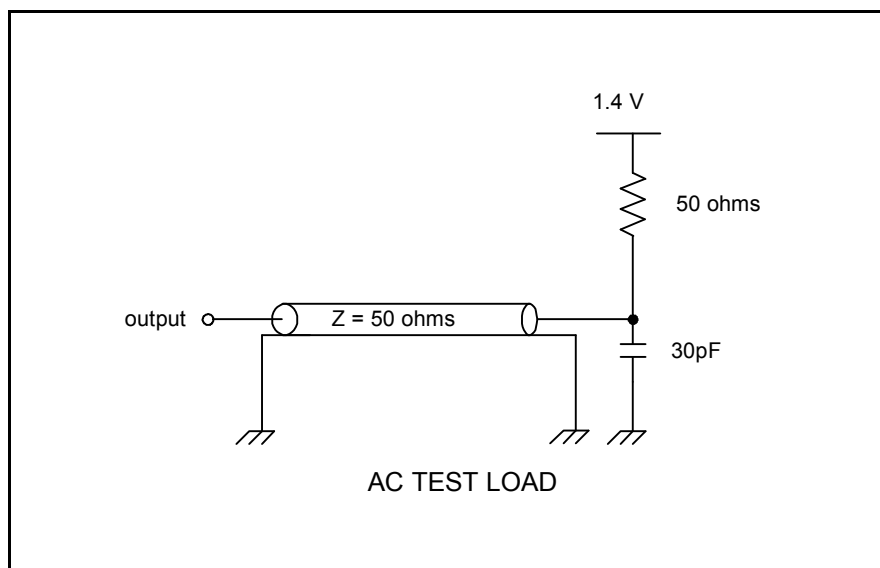 1.4 V
50 ohms
output
Z = 50 ohms
30pF
AC TEST LOAD